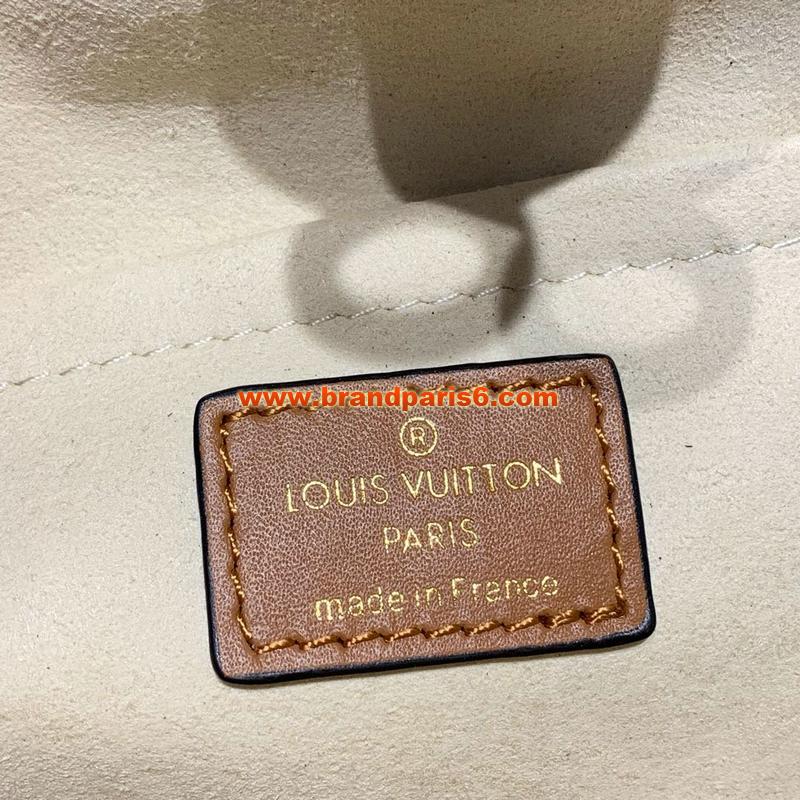 www.brandparis6.com
®
LOUIS VUITTON
PARIS
made in France